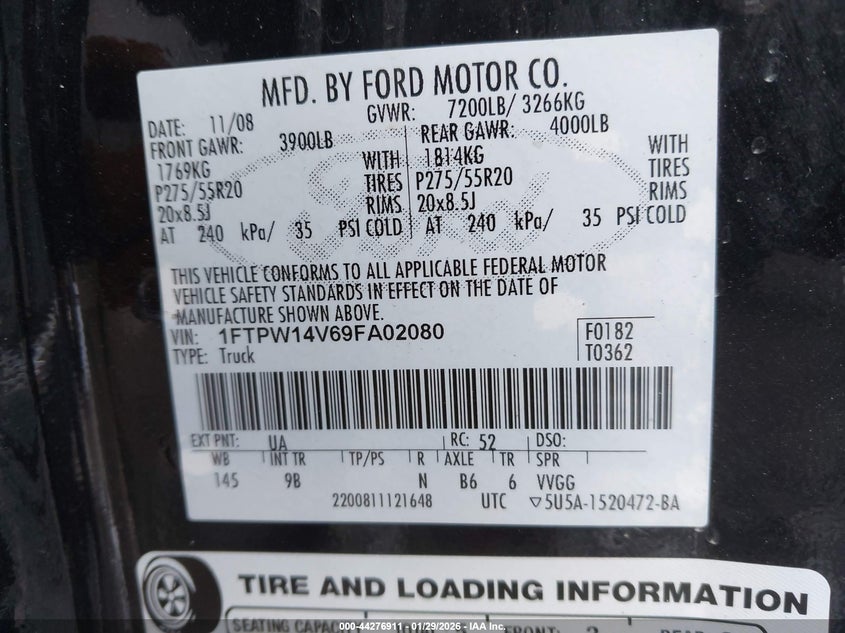 MFD. BY FORD MOTOR CO.
DATE: 11/08 GVWR: 7200LB/ 3266KG
FRONT GAWR: 3900LB REAR GAWR: 4000LB
1769KG WITH 1814KG WITH
P275/55R20 TIRES P275/55R20 TIRES
20x8.5J RIMS 20x8.5J RIMS
AT 240 kPa/ 35 PSI COLD AT 240 kPa/ 35 PSI COLD
THIS VEHICLE CONFORMS TO ALL APPLICABLE FEDERAL MOTOR
VEHICLE SAFETY STANDARDS IN EFFECT ON THE DATE OF
MANUFACTURE SHOWN ABOVE.
VIN: 1FTPW14V69FA02080 F0182
TYPE: Truck T0362
EXT PNT: UA RC: 52 DSO:
WB INT TR TP/PS R AXLE TR SPR
145 9B N B6 6 VVGG
2200811121648 UTC ▽5U5A-1520472-BA
TIRE AND LOADING INFORMATION
SEATING CAPACITY
000-44276911 - 01/29/2026 - IAA Inc.